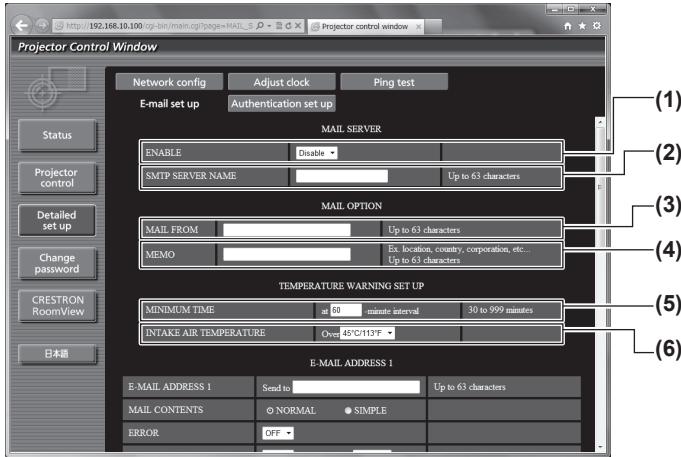 http://192.168.10.100/cgi-bin/main.cgi?page=MAIL_S
Projector control window
Projector Control Window
Network config
Adjust clock
Ping test
E-mail set up
Authentication set up
Status
Projector control
Detailed set up
Change password
CRESTRON RoomView
日本語
MAIL SERVER
ENABLE Disable
(1)
SMTP SERVER NAME Up to 63 characters
(2)
MAIL OPTION
MAIL FROM Up to 63 characters
(3)
MEMO Ex. location, country, corporation, etc...
Up to 63 characters
(4)
TEMPERATURE WARNING SET UP
MINIMUM TIME at 60 -minute interval 30 to 999 minutes
(5)
INTAKE AIR TEMPERATURE Over 45°C/113°F
(6)
E-MAIL ADDRESS 1
E-MAIL ADDRESS 1 Send to Up to 63 characters
MAIL CONTENTS NORMAL SIMPLE
ERROR OFF